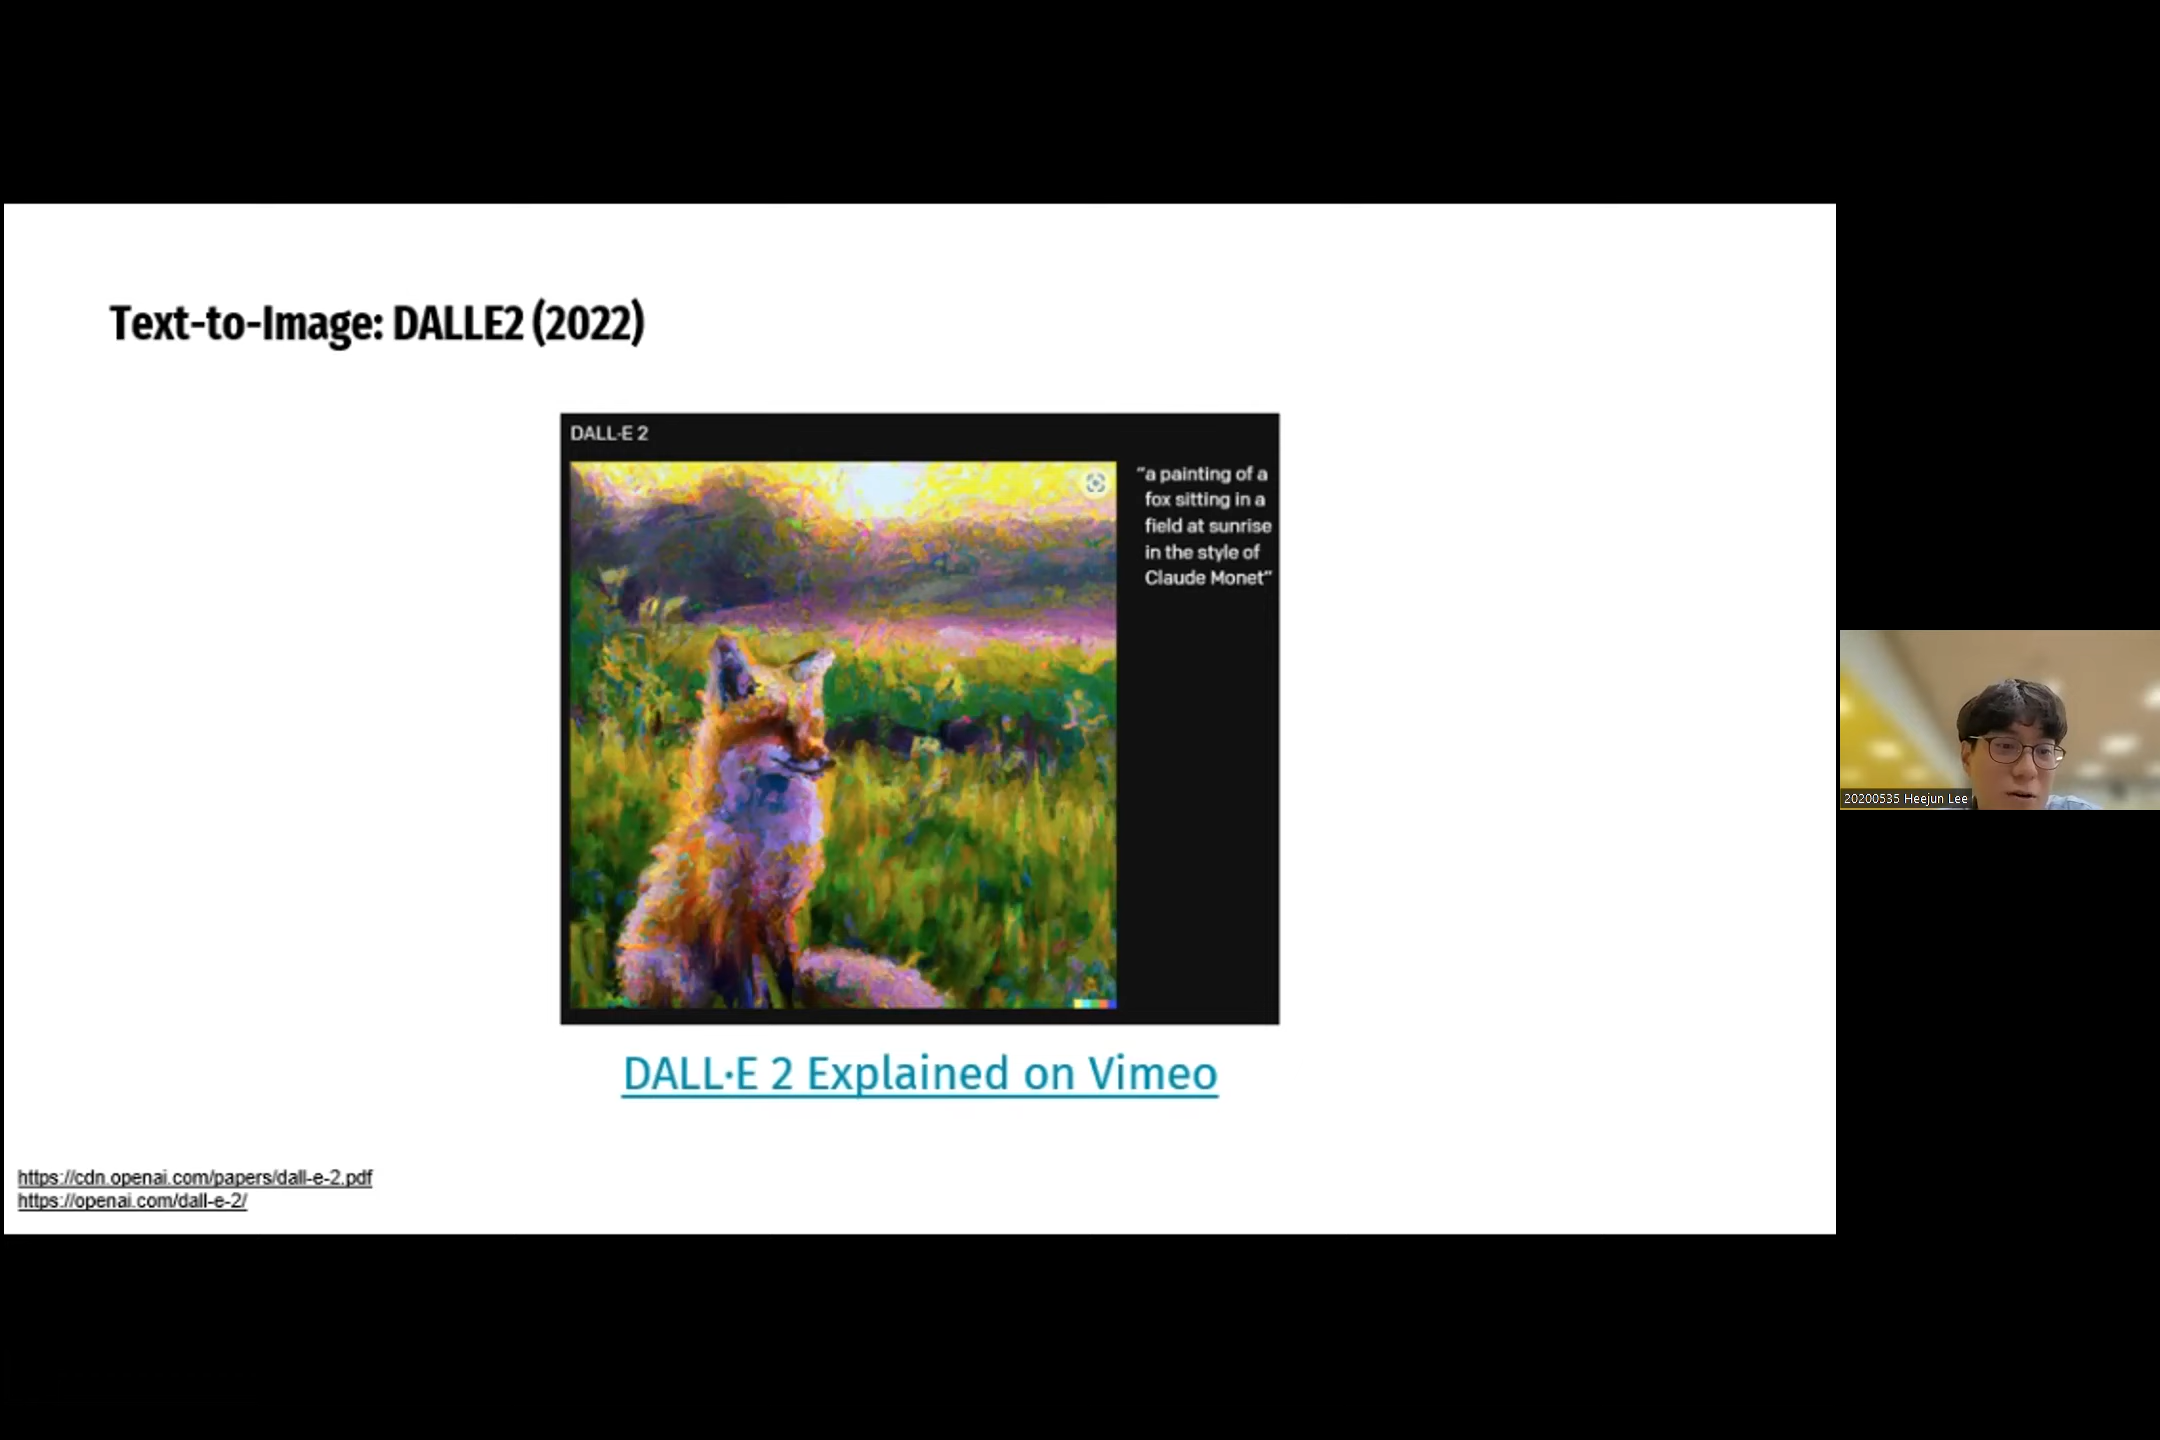 Text-to-Image: DALLE2 (2022)
DALL·E 2
“a painting of a
fox sitting in a
field at sunrise
in the style of
Claude Monet”
DALL·E 2 Explained on Vimeo
https://cdn.openai.com/papers/dall-e-2.pdf
https://openai.com/dall-e-2/
20200535 Heejun Lee